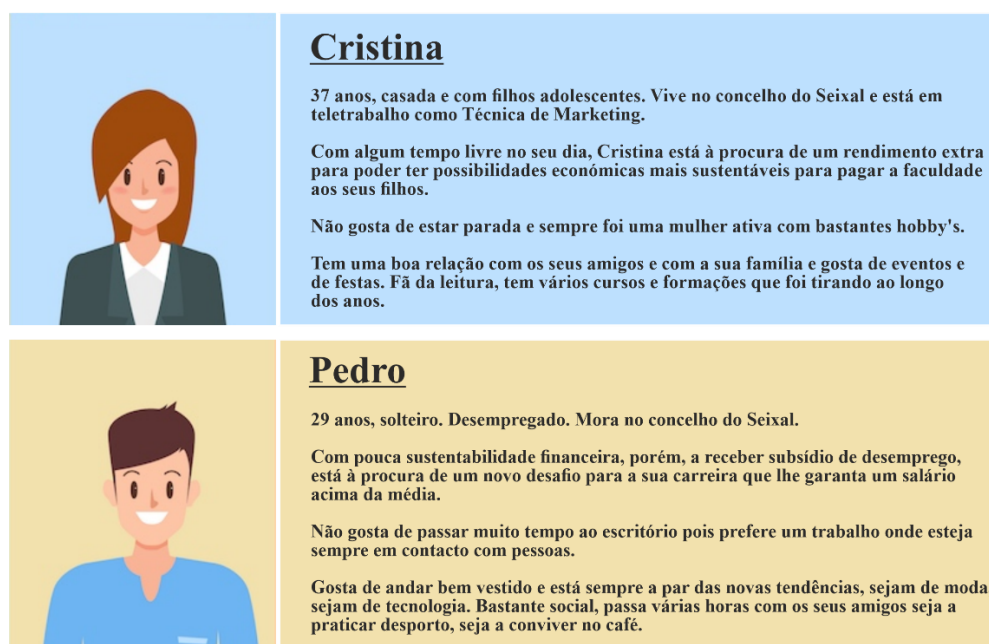 Cristina
37 anos, casada e com filhos adolescentes. Vive no concelho do Seixal e está em
teletrabalho como Técnica de Marketing.
Com algum tempo livre no seu dia, Cristina está à procura de um rendimento extra
para poder ter possibilidades económicas mais sustentáveis para pagar a faculdade
aos seus filhos.
Não gosta de estar parada e sempre foi uma mulher ativa com bastantes hobby's.
Tem uma boa relação com os seus amigos e com a sua família e gosta de eventos e
de festas. Fã da leitura, tem vários cursos e formações que foi tirando ao longo
dos anos.
Pedro
29 anos, solteiro. Desempregado. Mora no concelho do Seixal.
Com pouca sustentabilidade financeira, porém, a receber subsídio de desemprego,
está à procura de um novo desafio para a sua carreira que lhe garanta um salário
acima da média.
Não gosta de passar muito tempo ao escritório pois prefere um trabalho onde esteja
sempre em contacto com pessoas.
Gosta de andar bem vestido e está sempre a par das novas tendências, sejam de moda
sejam de tecnologia. Bastante social, passa várias horas com os seus amigos seja a
praticar desporto, seja a conviver no café.